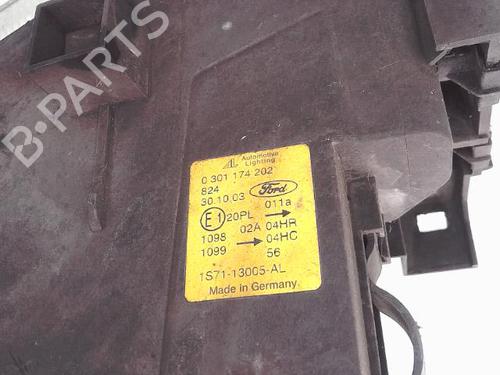 B-PARTS
AL Automotive Lighting
0 301 174 202
824
30.10.03 Ford
E1 20PL 011a
1098 02A 04HR
1099 04HC
56
1S71-13005-AL
Made in Germany